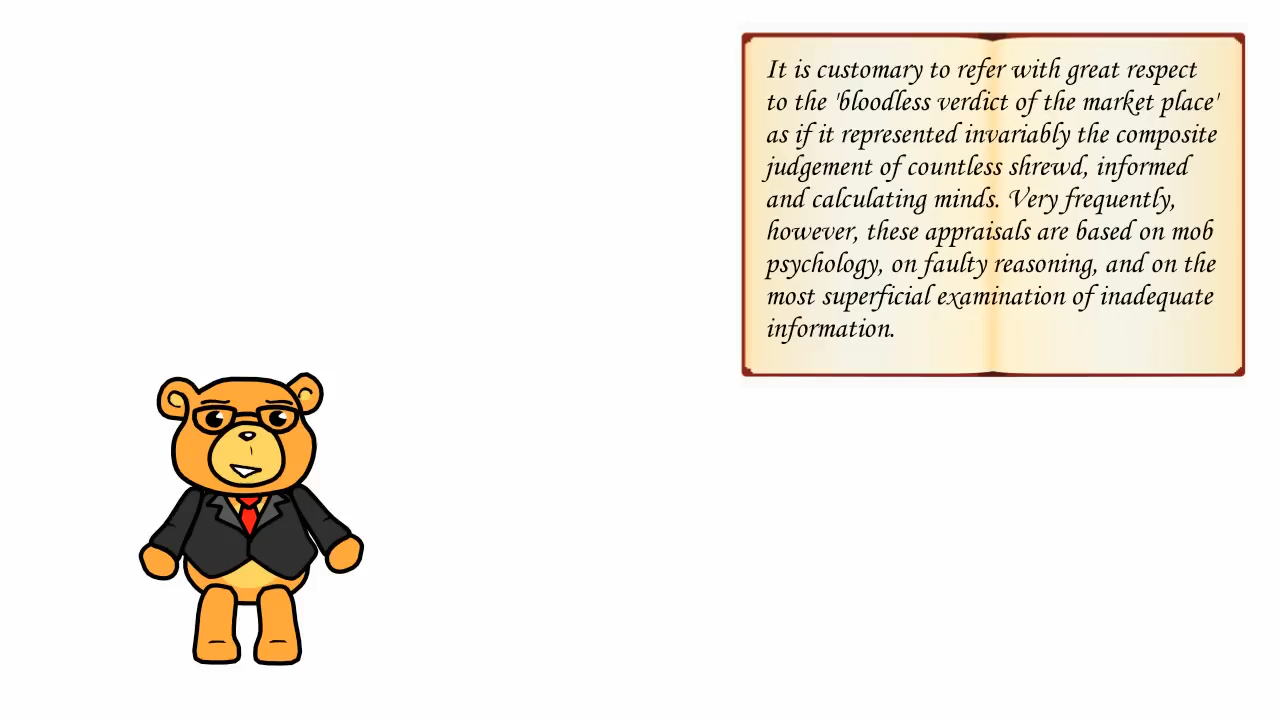 It is customary to refer with great respect
to the 'bloodless verdict of the market place'
as if it represented invariably the composite
judgement of countless shrewd, informed
and calculating minds. Very frequently,
however, these appraisals are based on mob
psychology, on faulty reasoning, and on the
most superficial examination of inadequate
information.